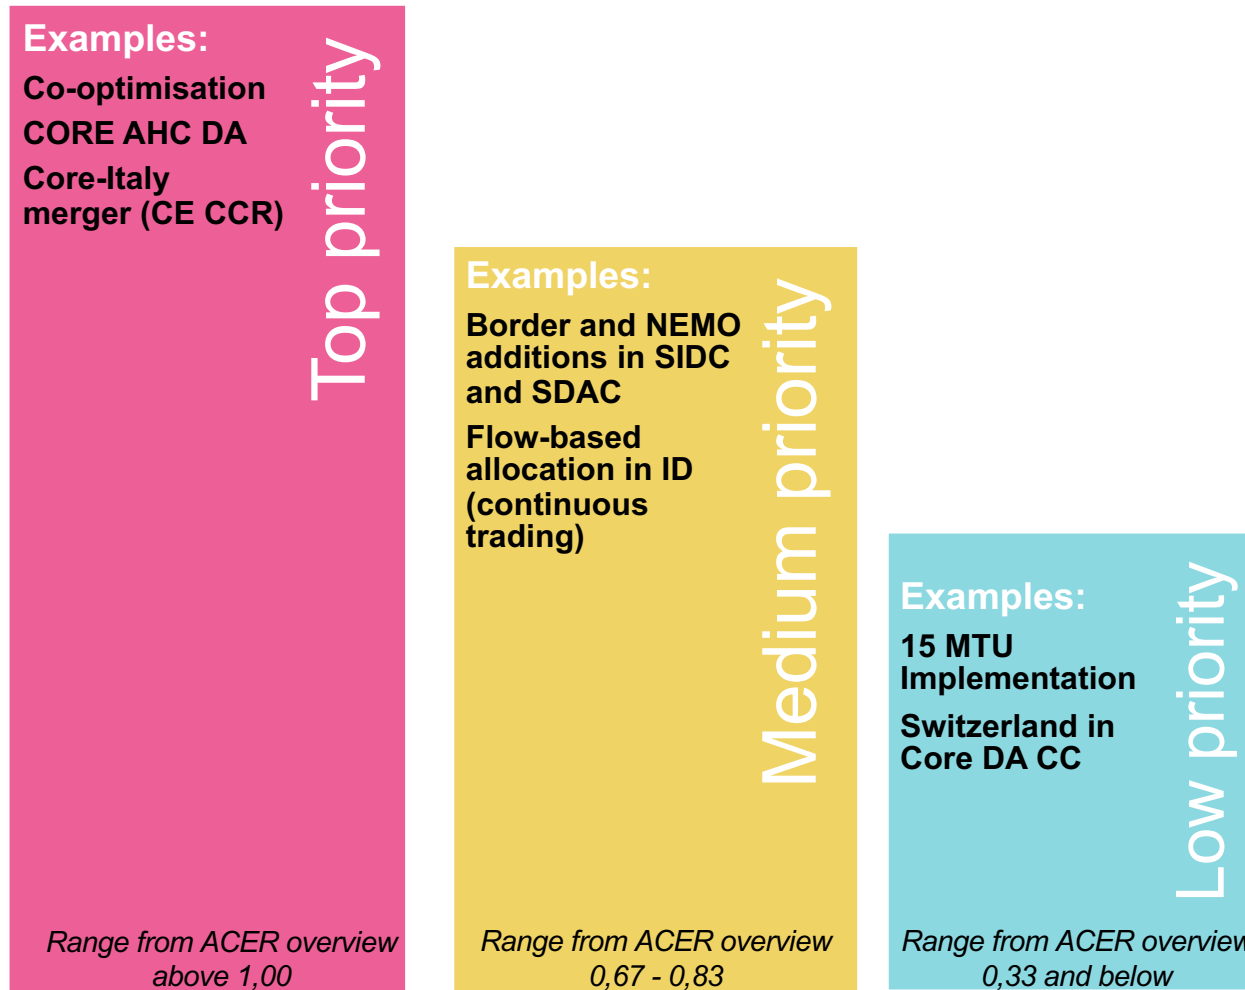 Examples:
Co-optimisation
CORE AHC DA
Core-Italy
merger (CE CCR)
Top priority
Range from ACER overview
above 1,00
Examples:
Border and NEMO
additions in SIDC
and SDAC
Flow-based
allocation in ID
(continuous
trading)
Medium priority
Range from ACER overview
0,67 - 0,83
Examples:
15 MTU
Implementation
Switzerland in
Core DA CC
Low priority
Range from ACER overview
0,33 and below